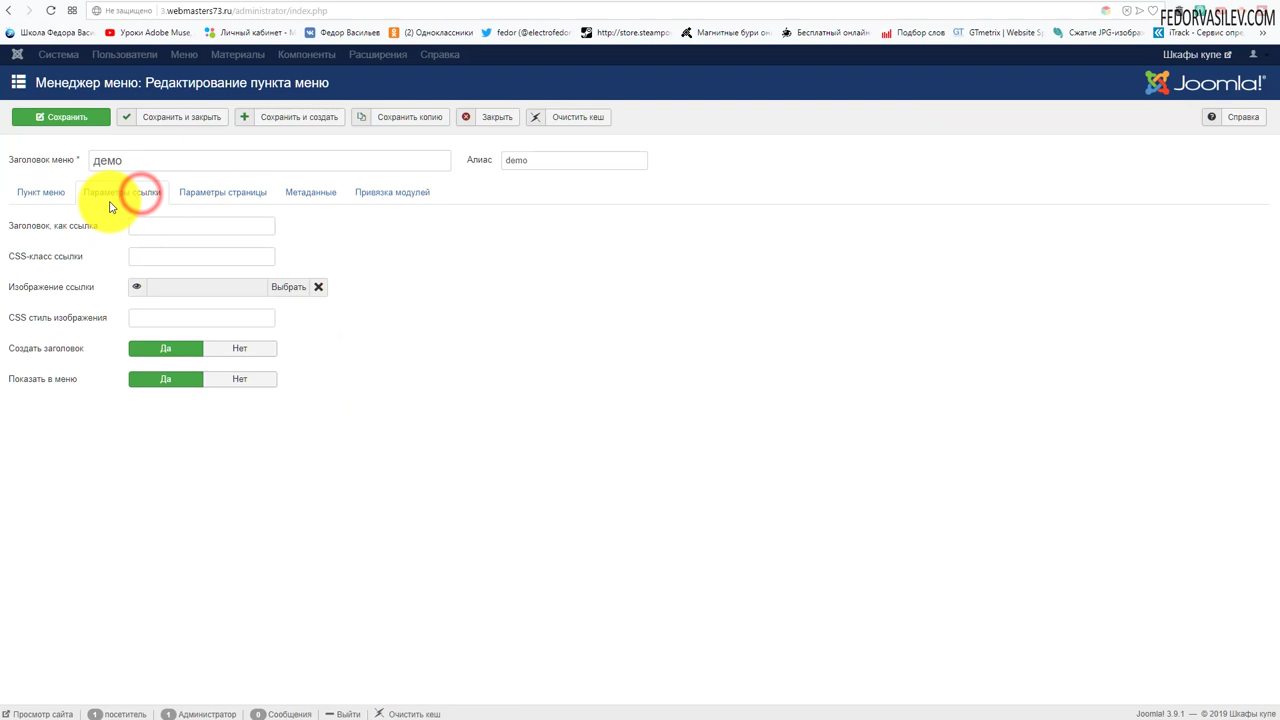 Не защищено 3.webmasters73.ru/administrator/index.php
FEDORVASILEV.COM
Школа Федора Васи Уроки Adobe Muse, Личный кабинет - М Федор Васильев (2) Одноклассники fedor (@electrofedor http://store.steampo Магнитные бури он Бесплатный онлайн Подбор слов GTmetrix | Website S Сжатие JPG-изобра iTrack - Сервис опре
Система Пользователи Меню Материалы Компоненты Расширения Справка Шкафы купе
Менеджер меню: Редактирование пункта меню Joomla!®
Сохранить Сохранить и закрыть Сохранить и создать Сохранить копию Закрыть Очистить кеш Справка
Заголовок меню * демо Алиас demo
Пункт меню Параметры ссылки Параметры страницы Метаданные Привязка модулей
Заголовок, как ссылка
CSS-класс ссылки
Изображение ссылки Выбрать
CSS стиль изображения
Создать заголовок Да Нет
Показать в меню Да Нет
Просмотр сайта 1 посетитель 1 Администратор 0 Сообщения Выйти Очистить кеш Joomla! 3.9.1 — © 2019 Шкафы купе